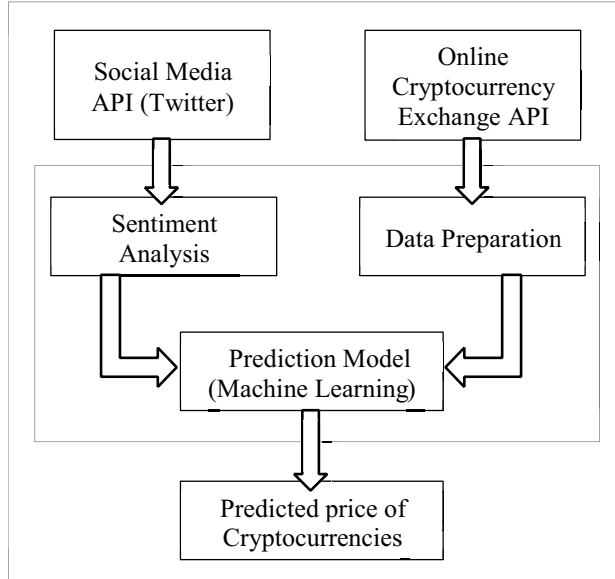 Social Media
API (Twitter)
Online
Cryptocurrency
Exchange API
Sentiment
Analysis
Data Preparation
Prediction Model
(Machine Learning)
Predicted price of
Cryptocurrencies